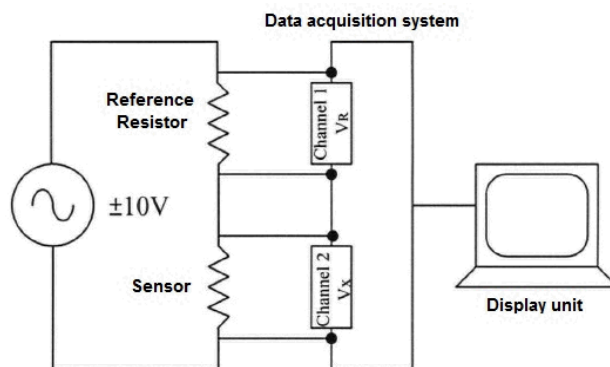 Data acquisition system
Reference
Resistor
Channel 1
VR
±10V
Sensor
Channel 2
VX
Display unit